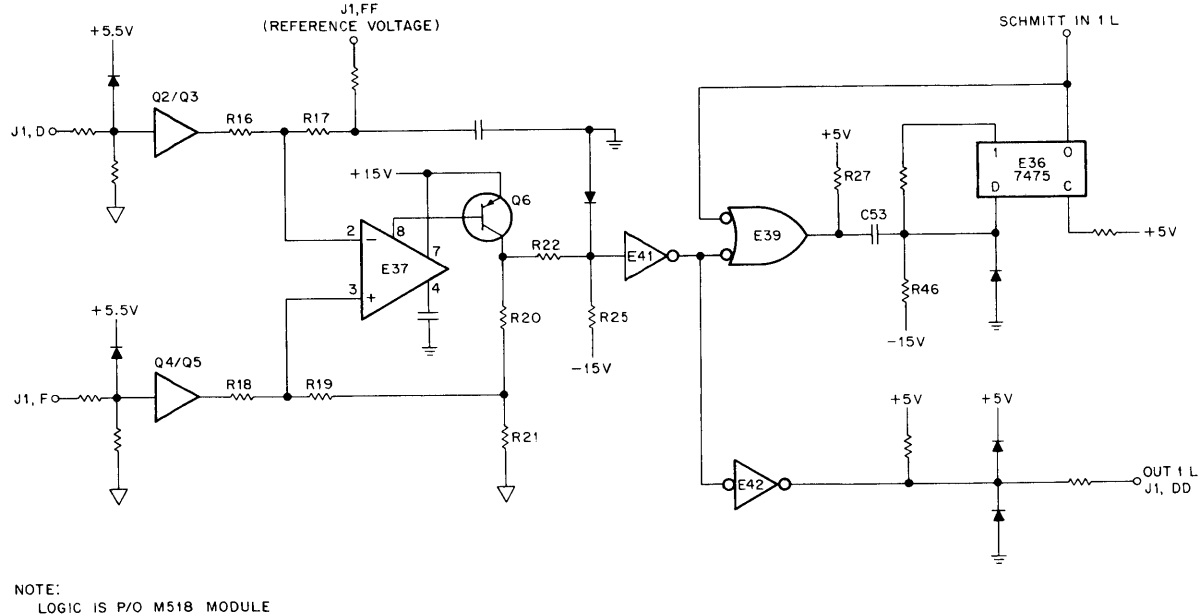 J1,FF
(REFERENCE VOLTAGE)
SCHMITT IN 1 L
+5.5V
Q2/Q3
J1, D
R16
R17
+15V
Q6
+5V
R27
1
0
E36
7475
D
C
2
−
8
7
E37
R22
E41
E39
C53
+5V
3
+
4
R20
R25
R46
−15V
−15V
+5.5V
Q4/Q5
J1, F
R18
R19
R21
+5V
+5V
E42
OUT 1 L
J1, DD
NOTE:
LOGIC IS P/O M518 MODULE